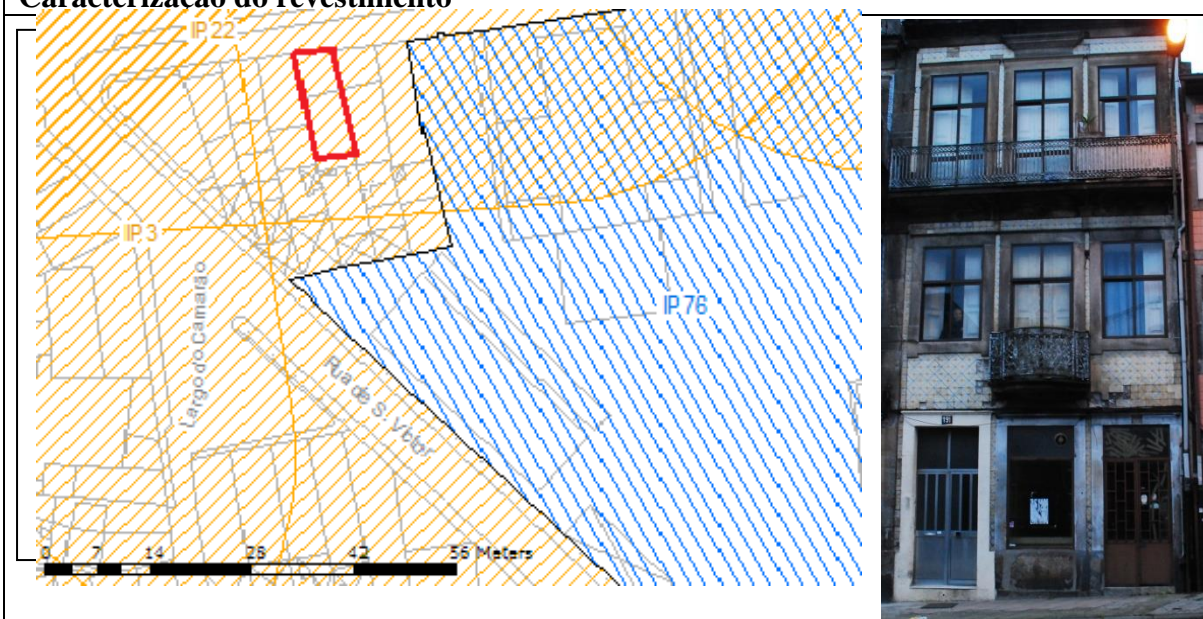 Caracterização do revestimento
IP.22
IP.3
Largo do Camarão
IP.76
Rua de S. Victor
0 7 14 28 42 56 Meters